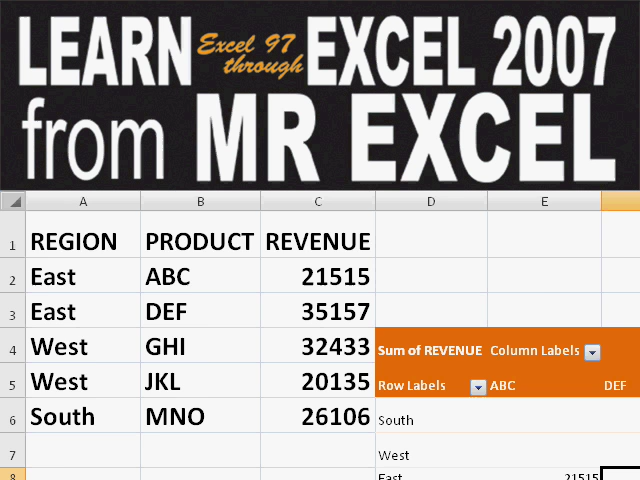 LEARN Excel 97 through EXCEL 2007
from MR EXCEL
A B C D E
1 REGION PRODUCT REVENUE
2 East ABC 21515
3 East DEF 35157
4 West GHI 32433 Sum of REVENUE Column Labels
5 West JKL 20135 Row Labels ABC DEF
6 South MNO 26106 South
7 West
8 East 21515